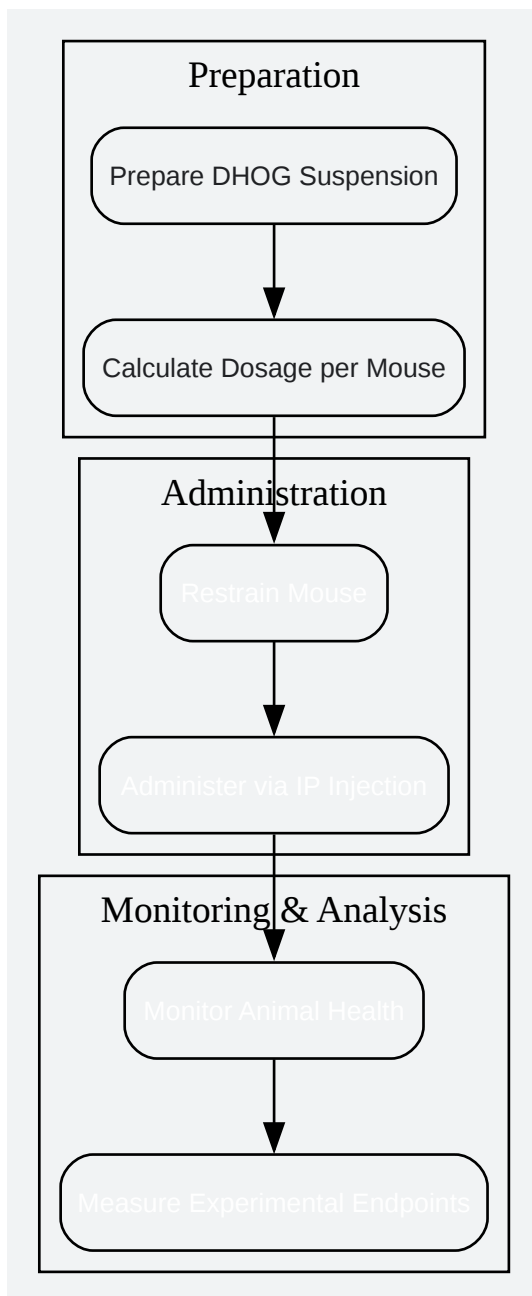 Preparation
Prepare DHOG Suspension
Calculate Dosage per Mouse
Administration
Restrain Mouse
Administer via IP Injection
Monitoring & Analysis
Monitor Animal Health
Measure Experimental Endpoints